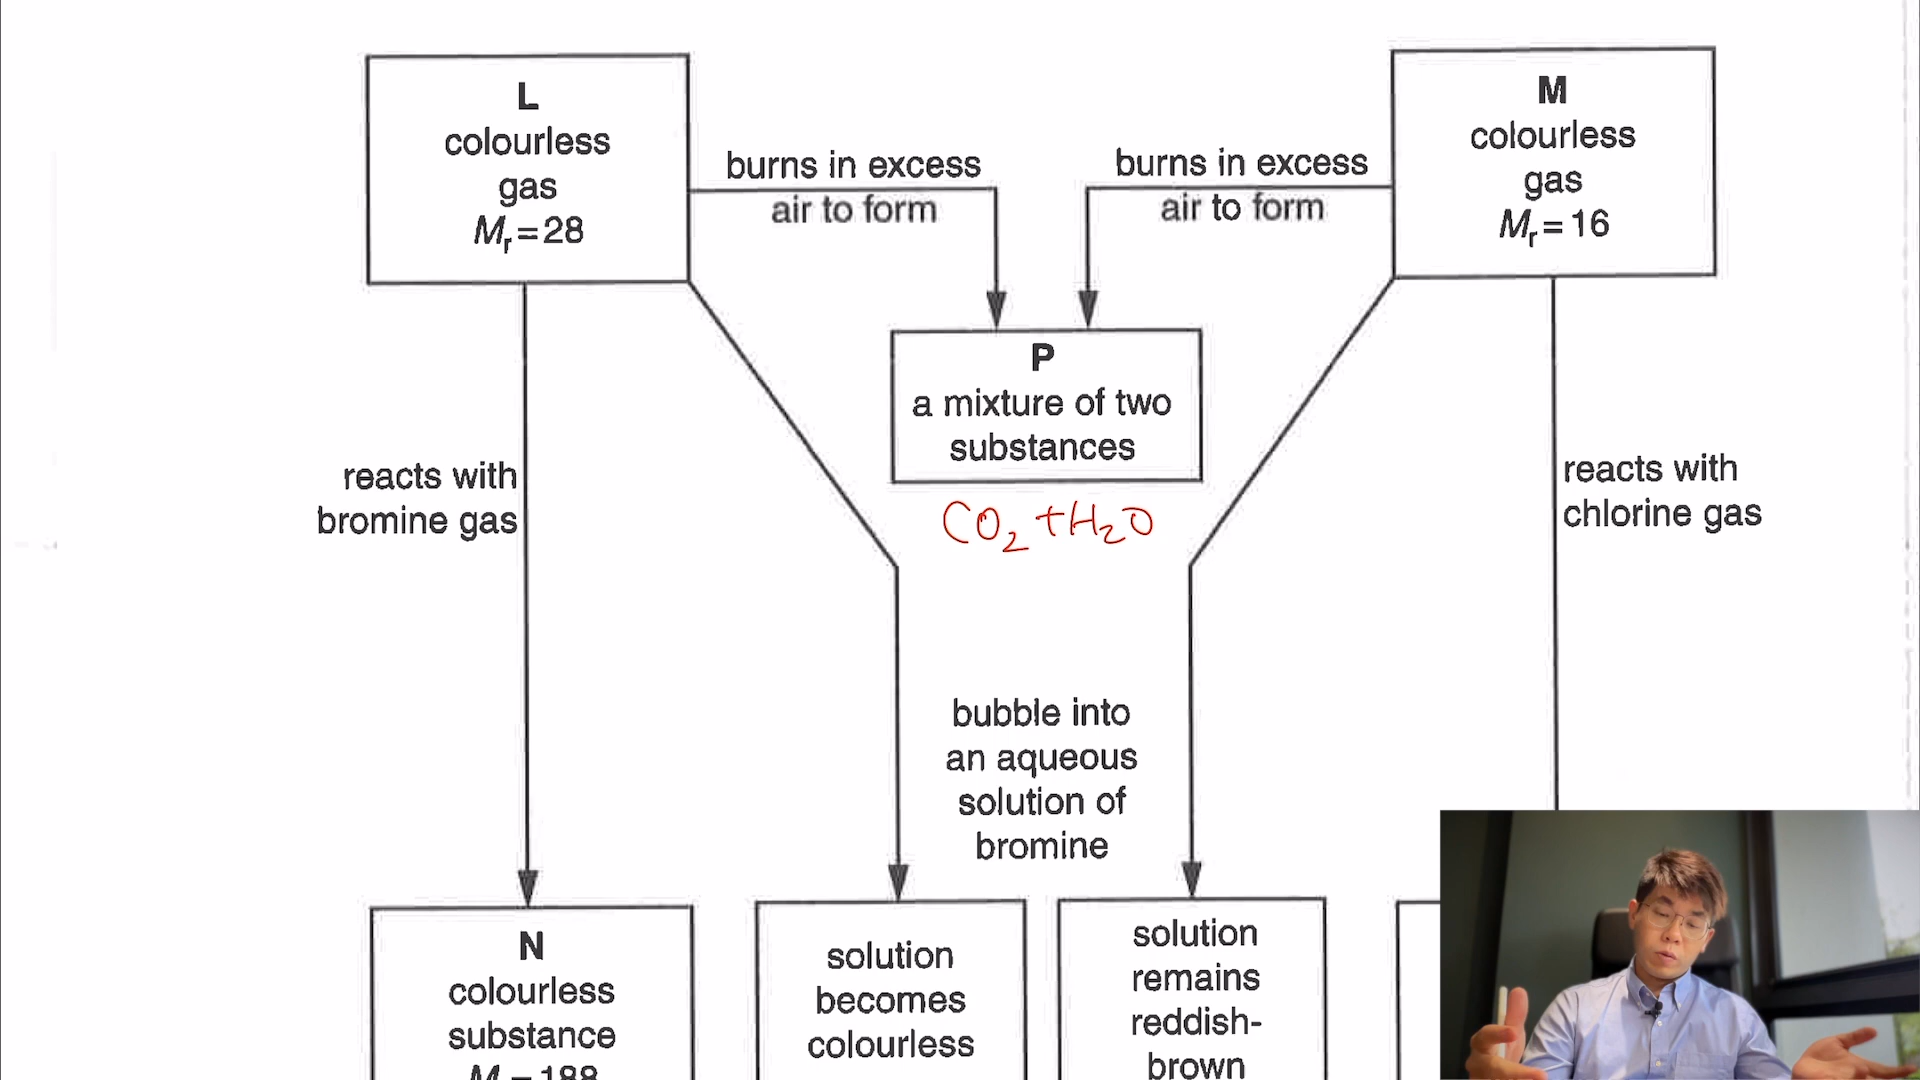 L
colourless
gas
Mr = 28
burns in excess
air to form
burns in excess
air to form
M
colourless
gas
Mr = 16
P
a mixture of two
substances
CO2 + H2O
reacts with
bromine gas
reacts with
chlorine gas
bubble into
an aqueous
solution of
bromine
N
colourless
substance
Mr = 188
solution
becomes
colourless
solution
remains
reddish-
brown